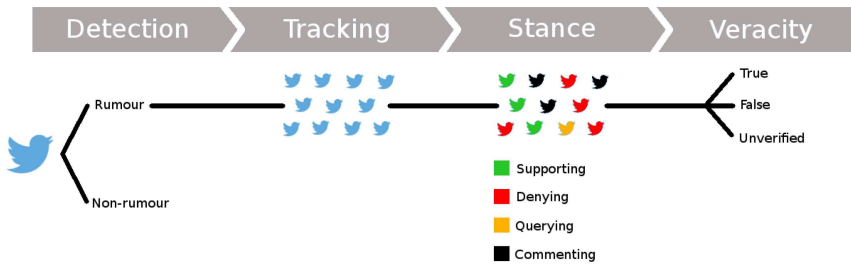 Detection
Tracking
Stance
Veracity
Rumour
Non-rumour
Supporting
Denying
Querying
Commenting
True
False
Unverified